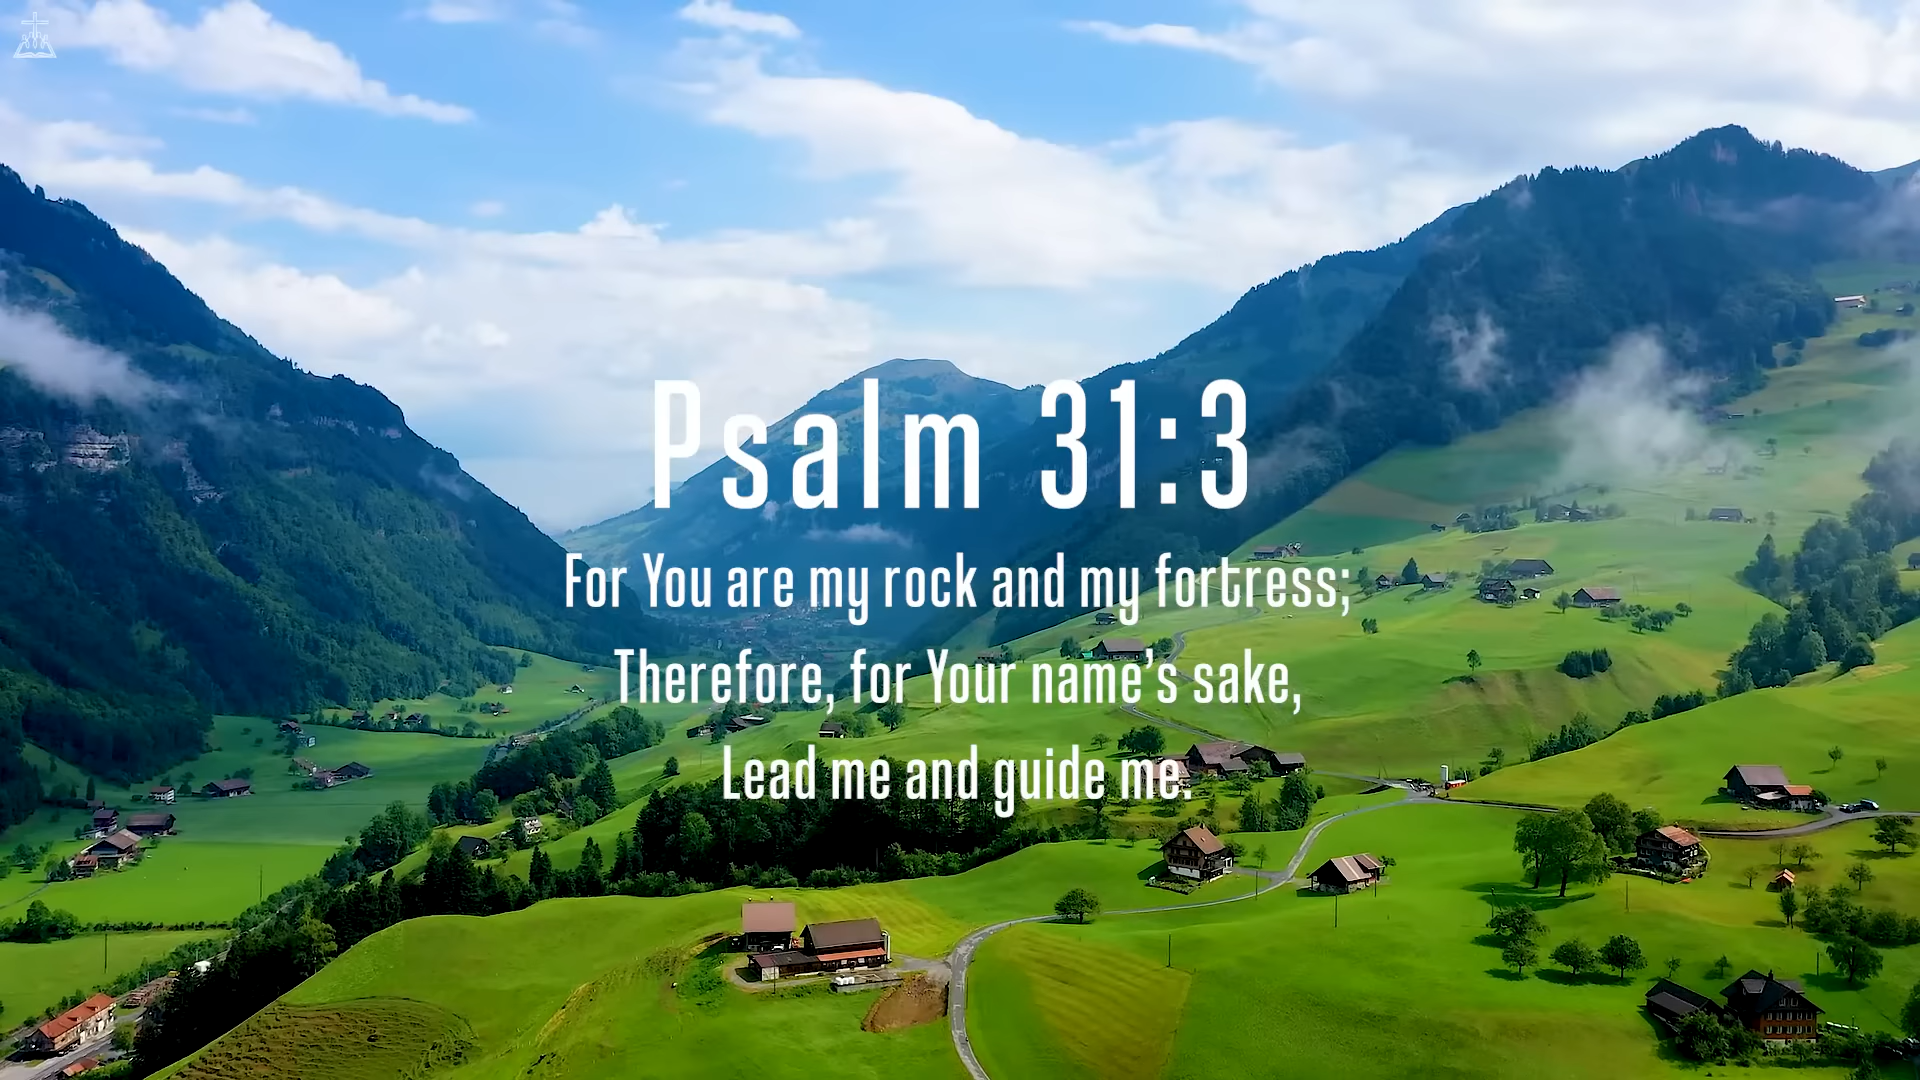 Psalm 31:3
For You are my rock and my fortress;
Therefore, for Your name’s sake,
Lead me and guide me.